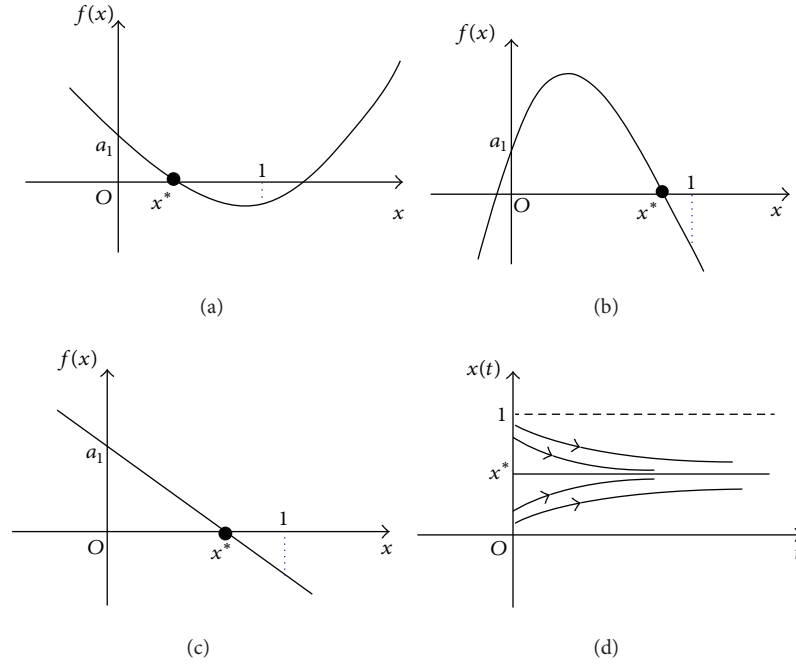 f(x)
a₁
1
O
x*
x
(a)
f(x)
a₁
1
O
x*
x
(b)
f(x)
a₁
1
O
x*
x
(c)
x(t)
1
x*
O
(d)